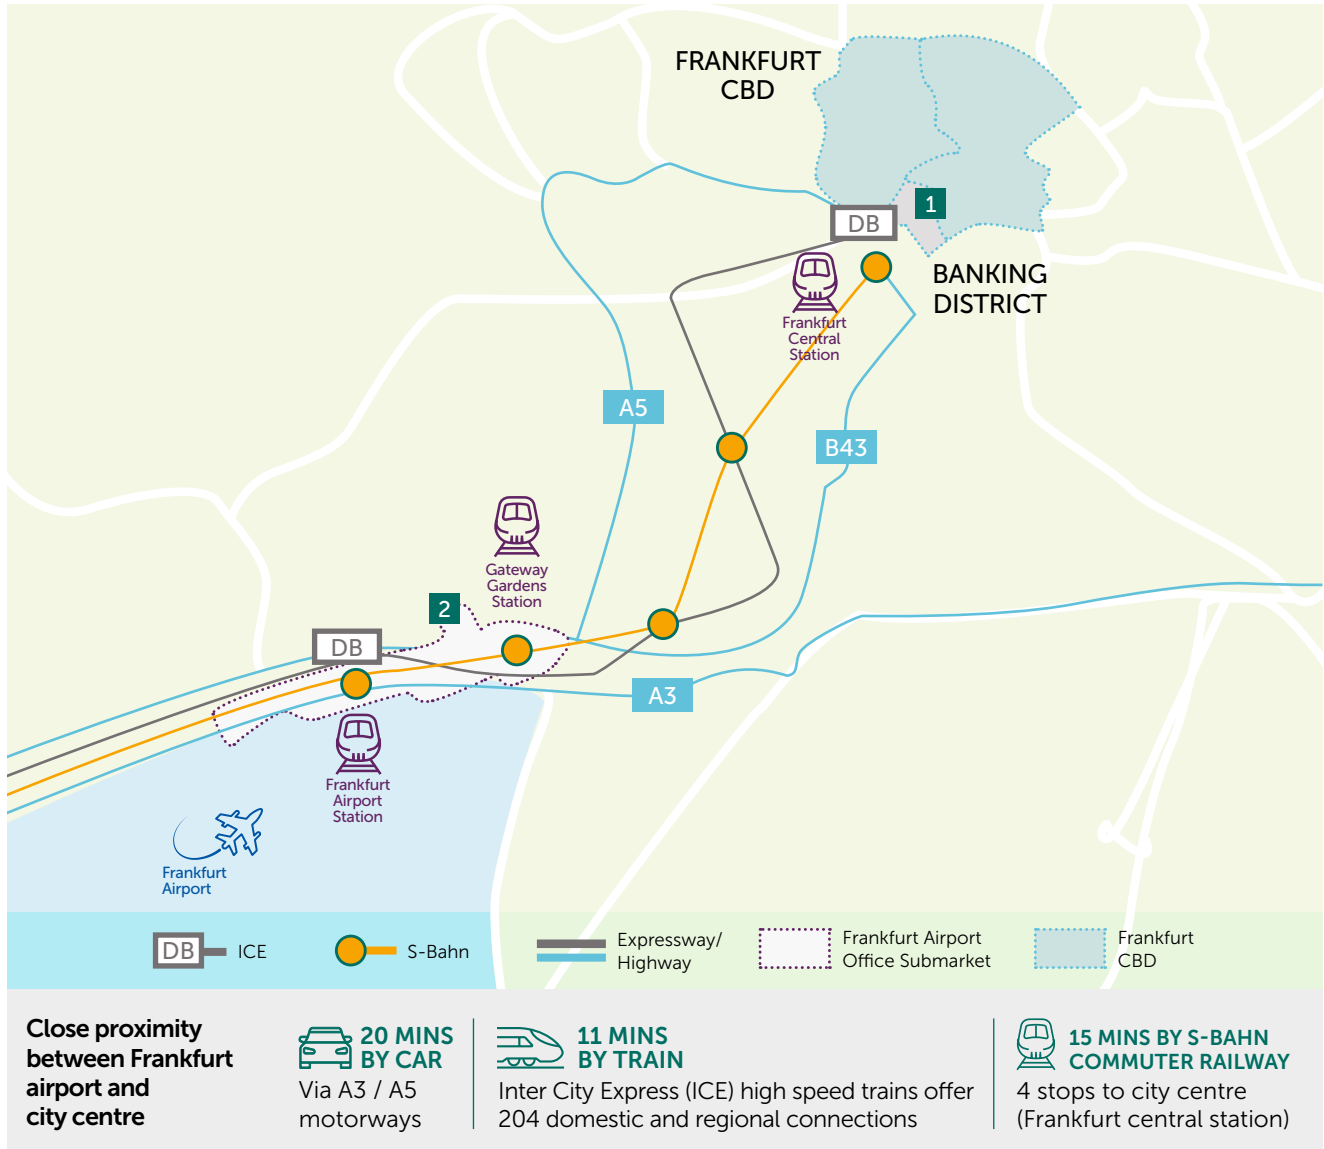 FRANKFURT
CBD
1
DB
BANKING
DISTRICT
Frankfurt
Central
Station
A5
B43
Gateway
Gardens
Station
2
DB
A3
Frankfurt
Airport
Station
Frankfurt
Airport
DB
ICE
S-Bahn
Expressway/
Highway
Frankfurt Airport
Office Submarket
Frankfurt
CBD
Close proximity
between Frankfurt
airport and
city centre
20 MINS
BY CAR
Via A3 / A5
motorways
11 MINS
BY TRAIN
Inter City Express (ICE) high speed trains offer
204 domestic and regional connections
15 MINS BY S-BAHN
COMMUTER RAILWAY
4 stops to city centre
(Frankfurt central station)